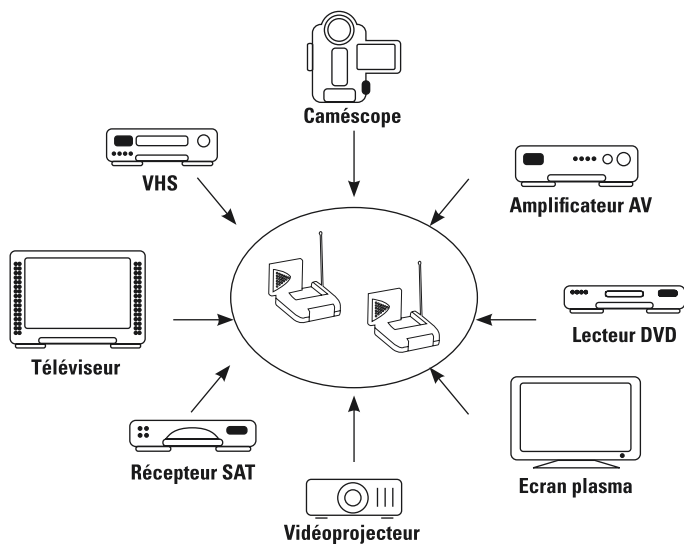 Caméscope
VHS
Amplificateur AV
Lecteur DVD
Téléviseur
Récepteur SAT
Ecran plasma
Vidéoprojecteur